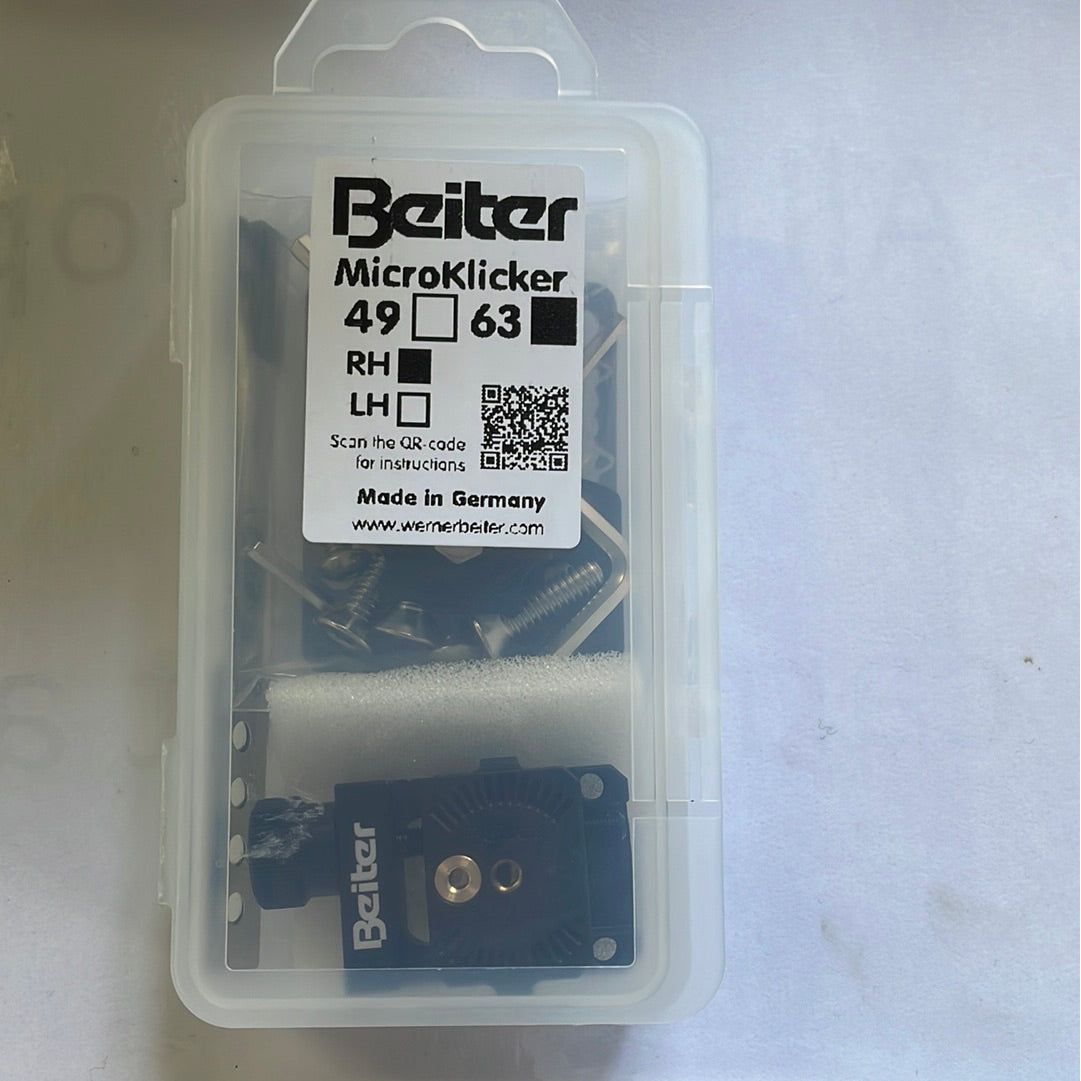 Beiter
MicroKlicker
49 63
RH
LH
Scan the QR-code
for instructions
Made in Germany
www.wernerbeiter.com
Beiter